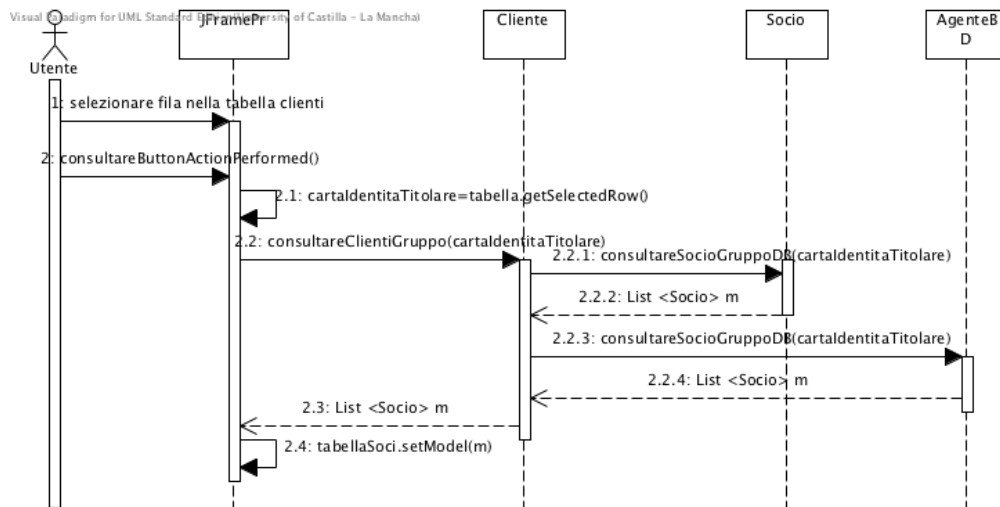 Visual Paradigm for UML Standard Edition(University of Castilla - La Mancha)
JFramePr
Cliente
Socio
AgenteB
D
Utente
1: selezionare fila nella tabella clienti
2: consultareButtonActionPerformed()
2.1: cartaIdentitaTitolare=tabella.getSelectedRow()
2.2: consultareClientiGruppo(cartaIdentitaTitolare)
2.2.1: consultareSocioGruppoDB(cartaIdentitaTitolare)
2.2.2: List <Socio> m
2.2.3: consultareSocioGruppoDB(cartaIdentitaTitolare)
2.2.4: List <Socio> m
2.3: List <Socio> m
2.4: tabellaSoci.setModel(m)